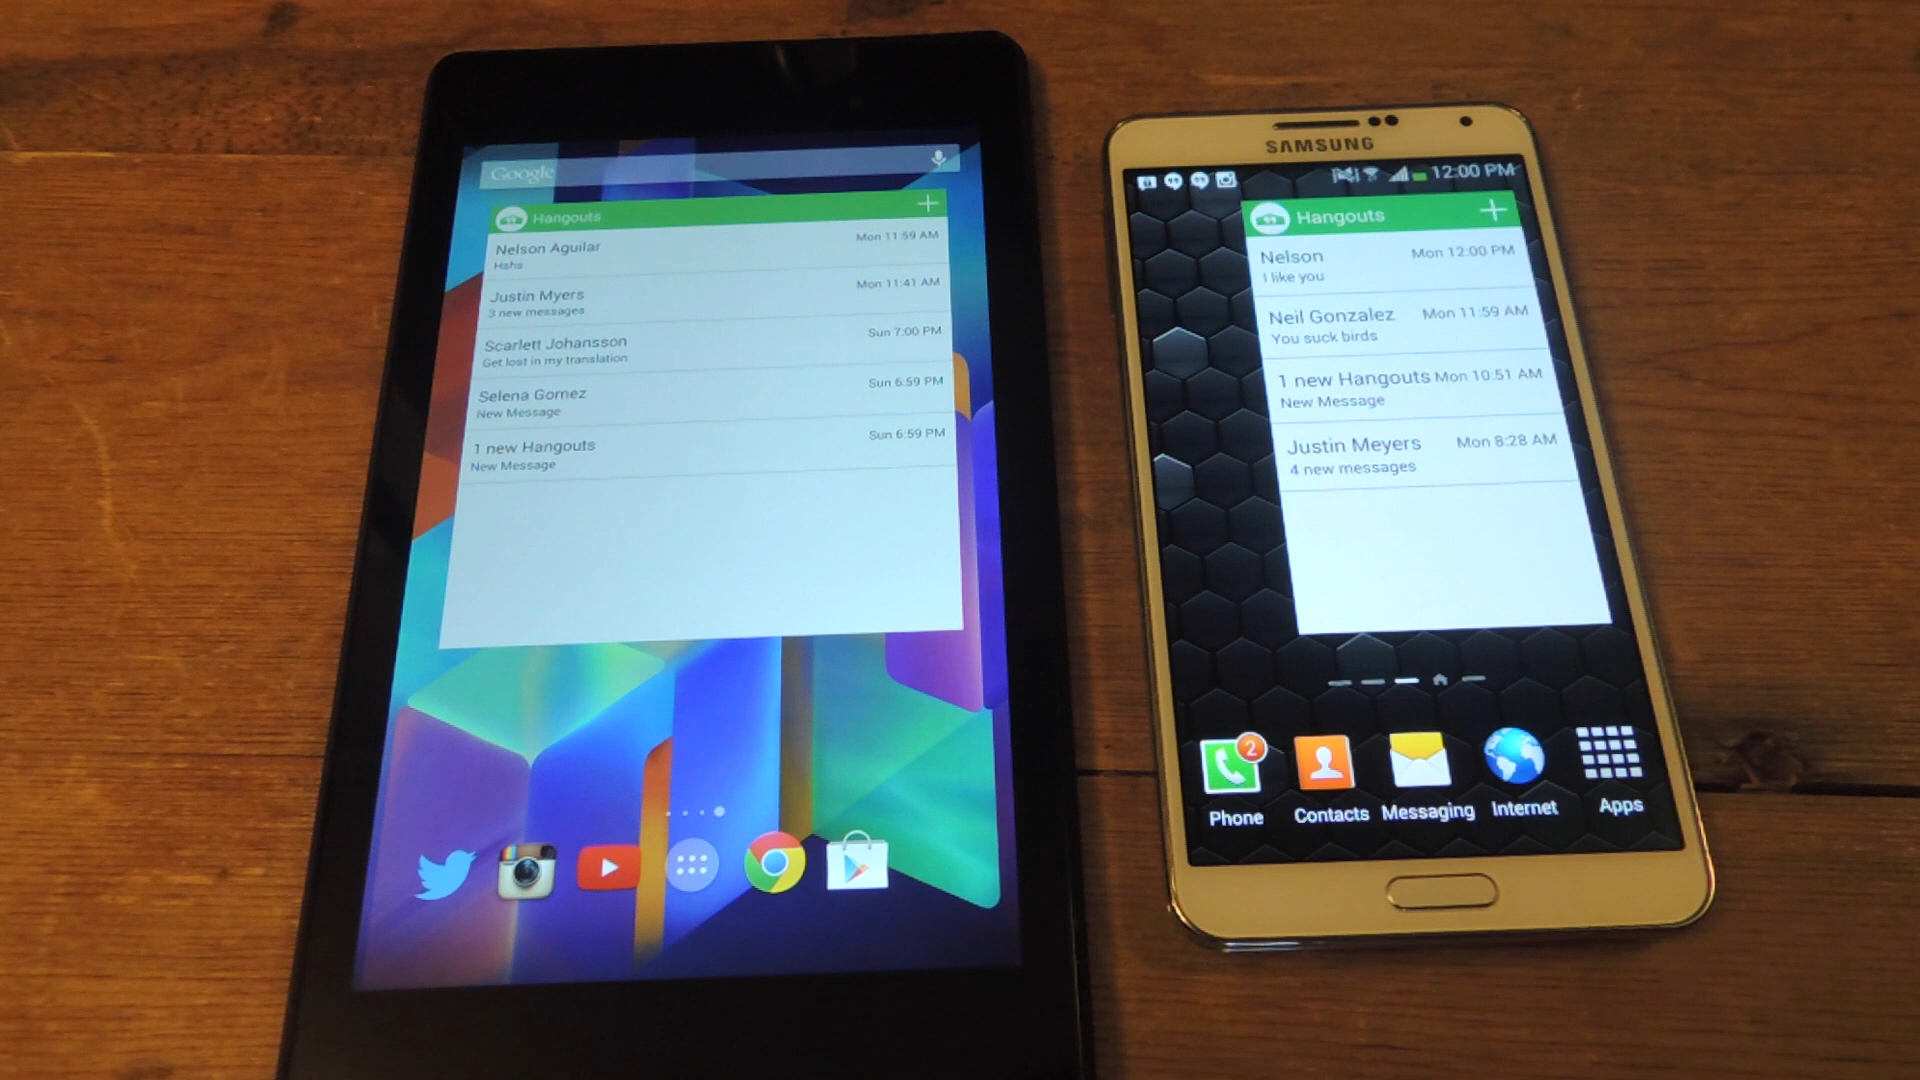 Google
Hangouts
Nelson Aguilar
Mon 11:59 AM
Hshs
Justin Myers
Mon 11:41 AM
3 new messages
Scarlett Johansson
Sun 7:00 PM
Get lost in my translation
Selena Gomez
Sun 6:59 PM
New Message
1 new Hangouts
Sun 6:59 PM
New Message
SAMSUNG
12:00 PM
Hangouts
Nelson
Mon 12:00 PM
I like you
Neil Gonzalez
Mon 11:59 AM
You suck birds
1 new Hangouts
Mon 10:51 AM
New Message
Justin Meyers
Mon 8:28 AM
4 new messages
2
Phone
Contacts
Messaging
Internet
Apps